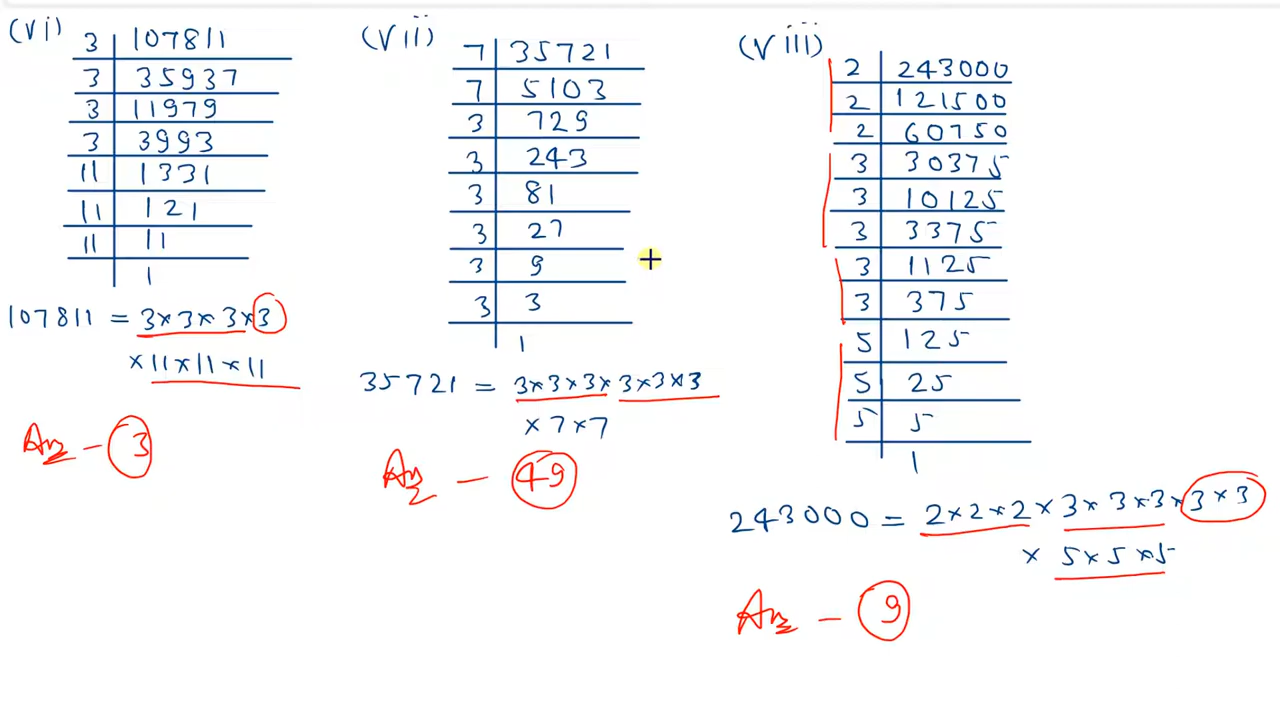 (vi)
3 | 107811
3 | 35937
3 | 11979
3 | 3993
11 | 1331
11 | 121
11 | 11
1
107811 = 3×3×3×3
×11×11×11
Ans – 3
(vii)
7 | 35721
7 | 5103
3 | 729
3 | 243
3 | 81
3 | 27
3 | 9
3 | 3
1
35721 = 3×3×3×3×3×3
×7×7
Ans – 49
(viii)
2 | 243000
2 | 121500
2 | 60750
3 | 30375
3 | 10125
3 | 3375
3 | 1125
3 | 375
5 | 125
5 | 25
5 | 5
1
243000 = 2×2×2×3×3×3×3×3
×5×5×5
Ans – 9